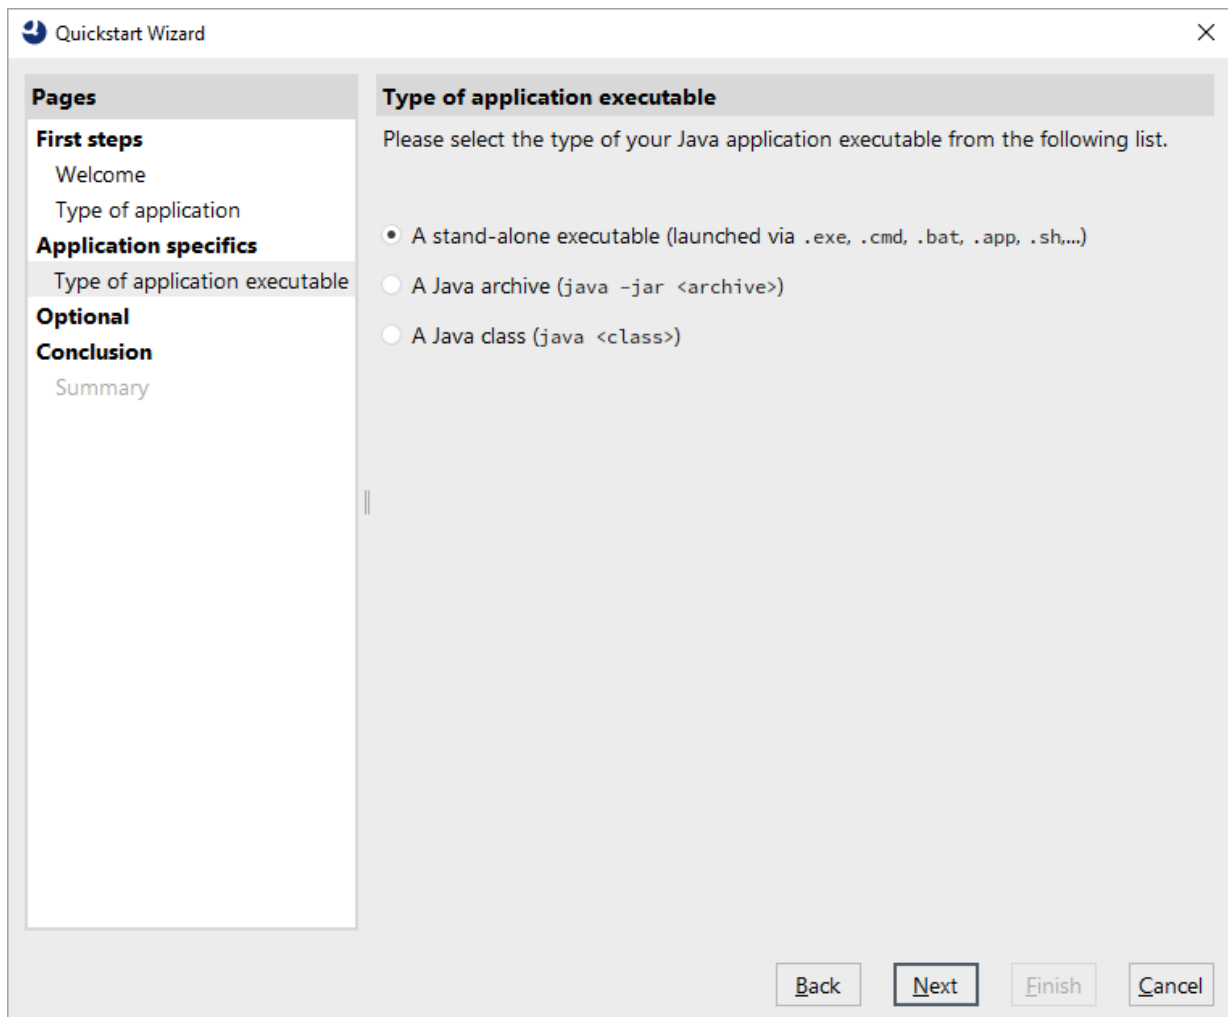 Quickstart Wizard
Pages
First steps
Welcome
Type of application
Application specifics
Type of application executable
Optional
Conclusion
Summary
Type of application executable
Please select the type of your Java application executable from the following list.
A stand-alone executable (launched via .exe, .cmd, .bat, .app, .sh,...)
A Java archive (java -jar <archive>)
A Java class (java <class>)
Back
Next
Finish
Cancel